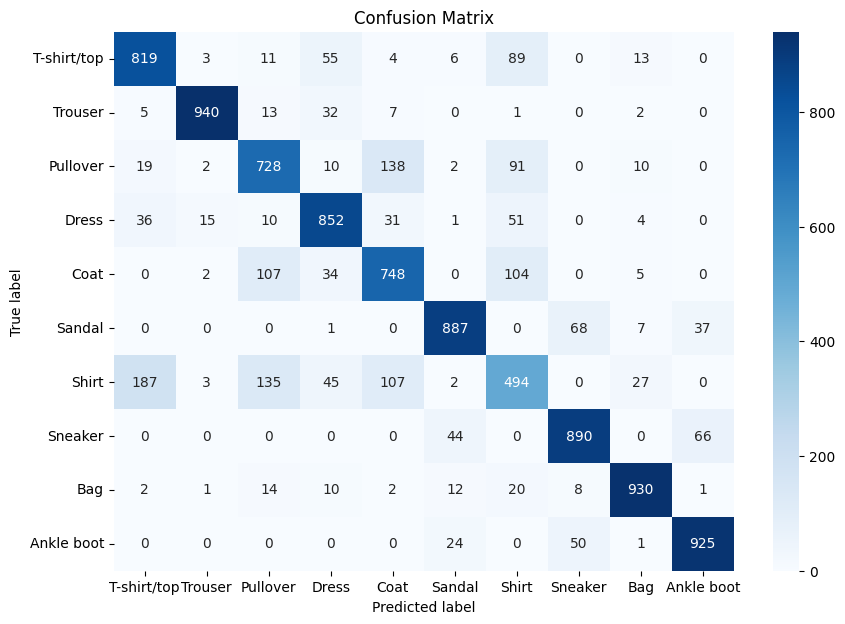 Confusion Matrix
True label
T-shirt/top 819 3 11 55 4 6 89 0 13 0
Trouser 5 940 13 32 7 0 1 0 2 0
Pullover 19 2 728 10 138 2 91 0 10 0
Dress 36 15 10 852 31 1 51 0 4 0
Coat 0 2 107 34 748 0 104 0 5 0
Sandal 0 0 0 1 0 887 0 68 7 37
Shirt 187 3 135 45 107 2 494 0 27 0
Sneaker 0 0 0 0 0 44 0 890 0 66
Bag 2 1 14 10 2 12 20 8 930 1
Ankle boot 0 0 0 0 0 24 0 50 1 925
T-shirt/top Trouser Pullover Dress Coat Sandal Shirt Sneaker Bag Ankle boot
Predicted label
800
600
400
200
0